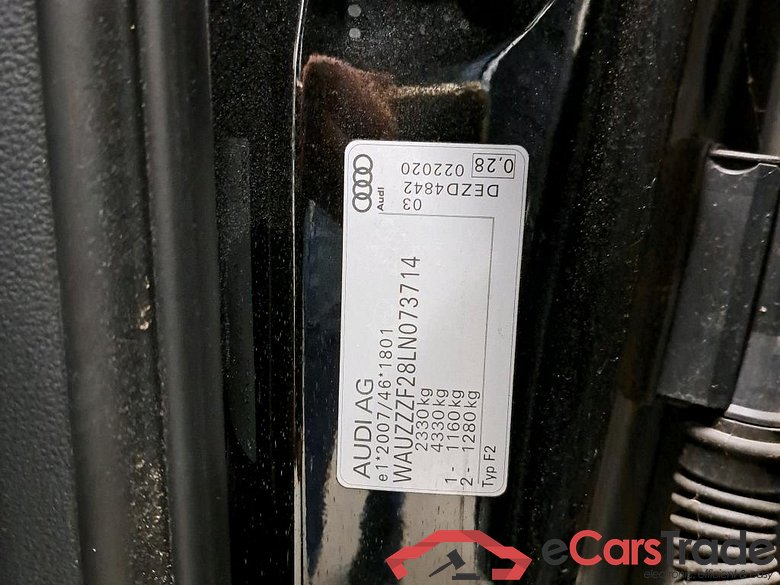 AUDI AG
e1*2007/46*1801
WAUZZZF28LN073714
2330 kg
4330 kg
1 - 1160 kg
2 - 1280 kg
Typ F2
Audi
03
DEZD4842
022020
0,28
eCarsTrade